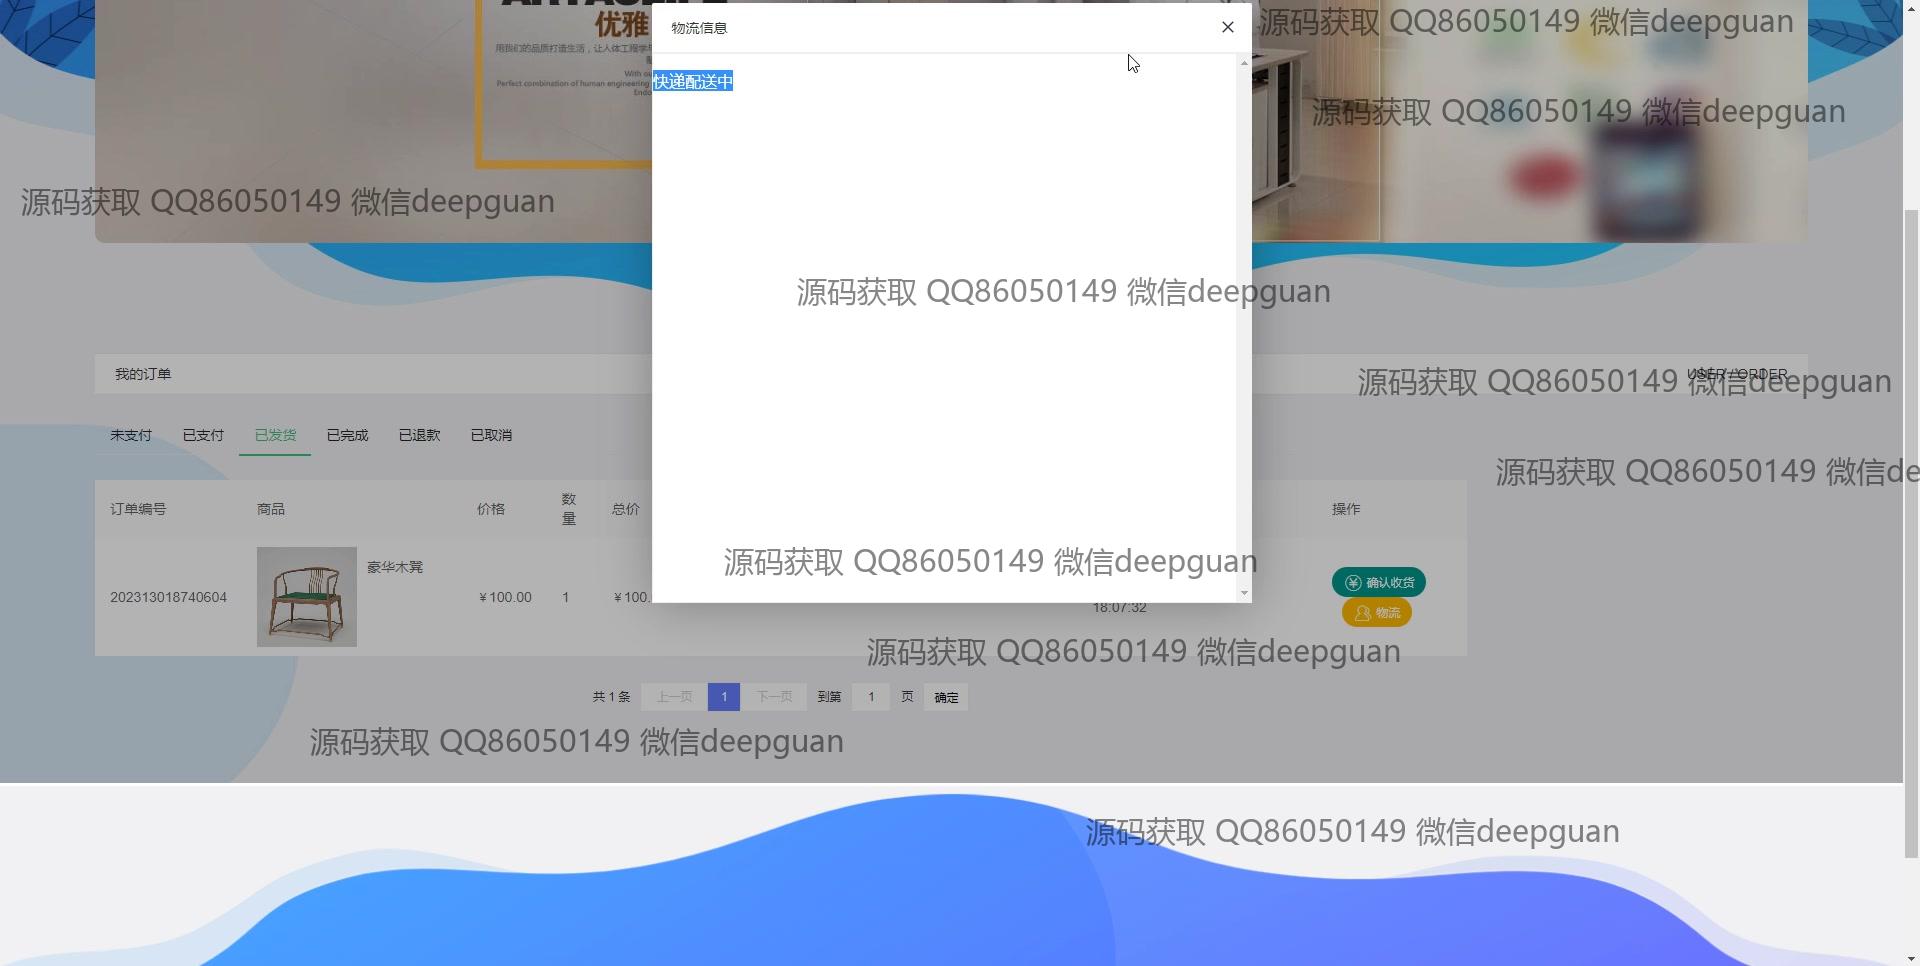 物流信息
源码获取 QQ86050149 微信deepguan
优雅
用我们的品质打造生活，让人体工程学
With ou
Perfect combination of human engineering
Endo
快递配送中
源码获取 QQ86050149 微信deepguan
源码获取 QQ86050149 微信deepguan
源码获取 QQ86050149 微信deepguan
我的订单
USER / ORDER
源码获取 QQ86050149 微信deepguan
未支付 已支付 已发货 已完成 已退款 已取消
源码获取 QQ86050149 微信de
订单编号 商品 价格 数量 总价 操作
源码获取 QQ86050149 微信deepguan
202313018740604 豪华木凳 ￥100.00 1 ￥100. 18:07:32 确认收货
物流
源码获取 QQ86050149 微信deepguan
共 1 条 上一页 1 下一页 到第 1 页 确定
源码获取 QQ86050149 微信deepguan
源码获取 QQ86050149 微信deepguan